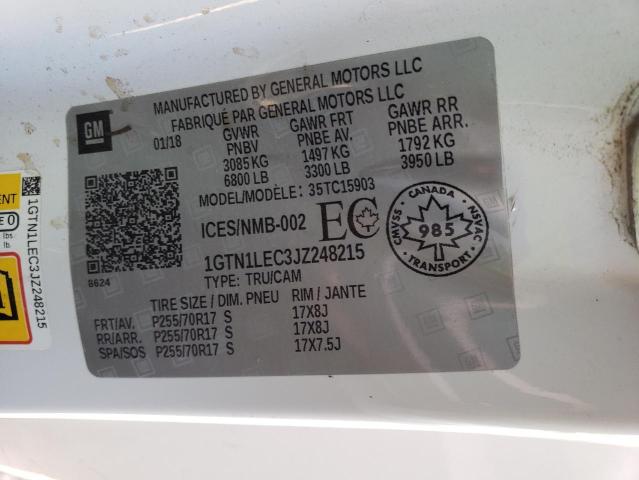 MANUFACTURED BY GENERAL MOTORS LLC
FABRIQUÉ PAR GENERAL MOTORS LLC
GM
01/18 GVWR GAWR FRT GAWR RR
PNBV PNBE AV. PNBE ARR.
3085 KG 1497 KG 1792 KG
6800 LB 3300 LB 3950 LB
MODEL/MODÈLE: 35TC15903
ICES/NMB-002 EC
CANADA
CMVSS 985 NSVAC
TRANSPORT
1GTN1LEC3JZ248215
8624
TYPE: TRU/CAM
TIRE SIZE / DIM. PNEU RIM / JANTE
FRT/AV. P255/70R17 S 17X8J
RR/ARR. P255/70R17 S 17X8J
SPA/SOS P255/70R17 S 17X7.5J
1GTN1LEC3JZ248215
E 0
lbs.
lbs.